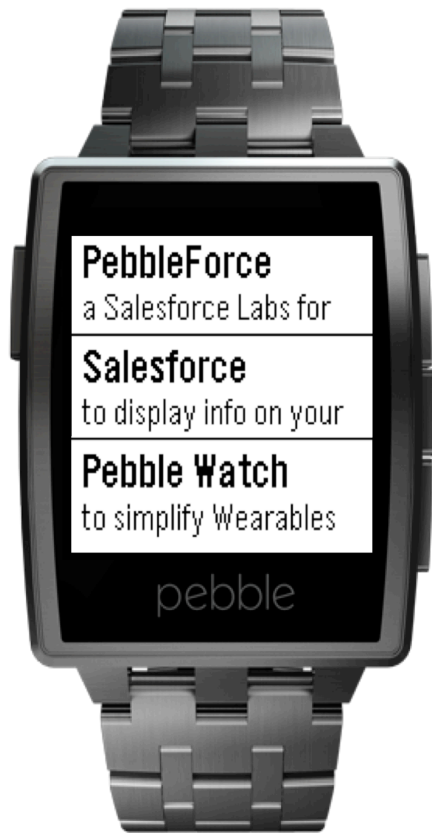 PebbleForce
a Salesforce Labs for
Salesforce
to display info on your
Pebble Watch
to simplify Wearables
pebble